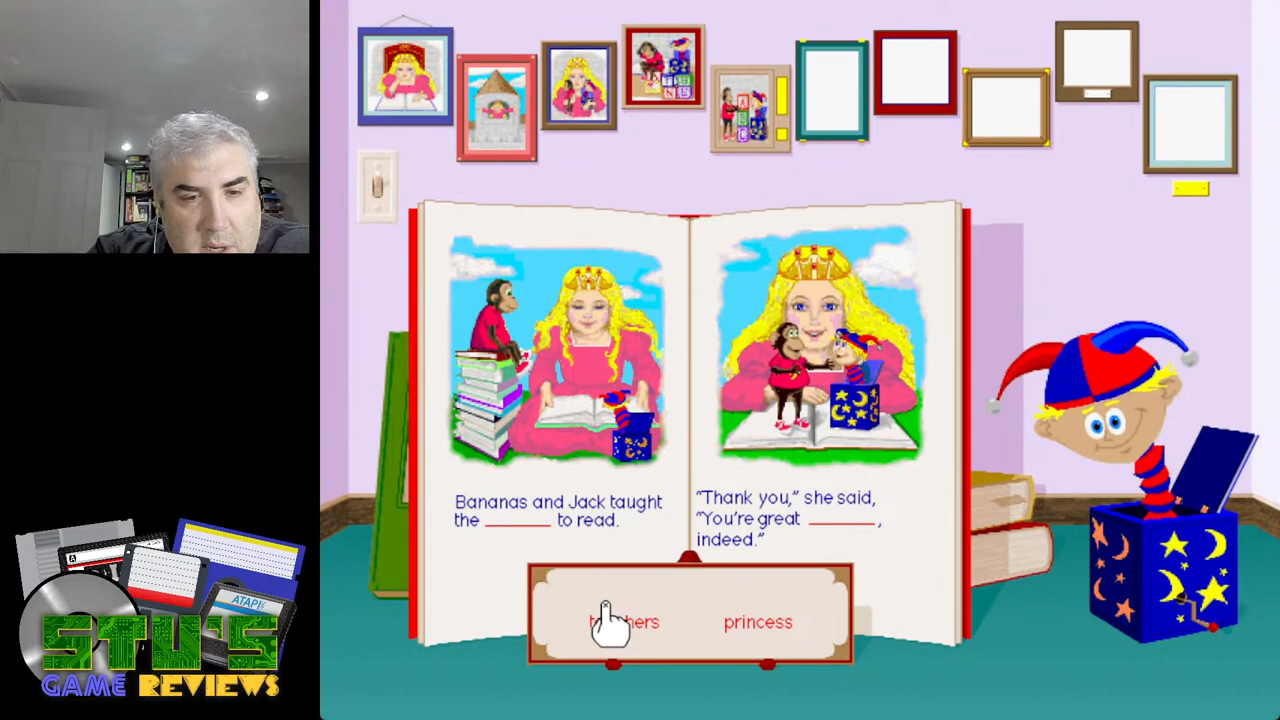 Bananas and Jack taught
the ________ to read.
"Thank you," she said,
"You're great ________,
indeed."
princess
STU'S
GAME REVIEWS
ATAPI
A